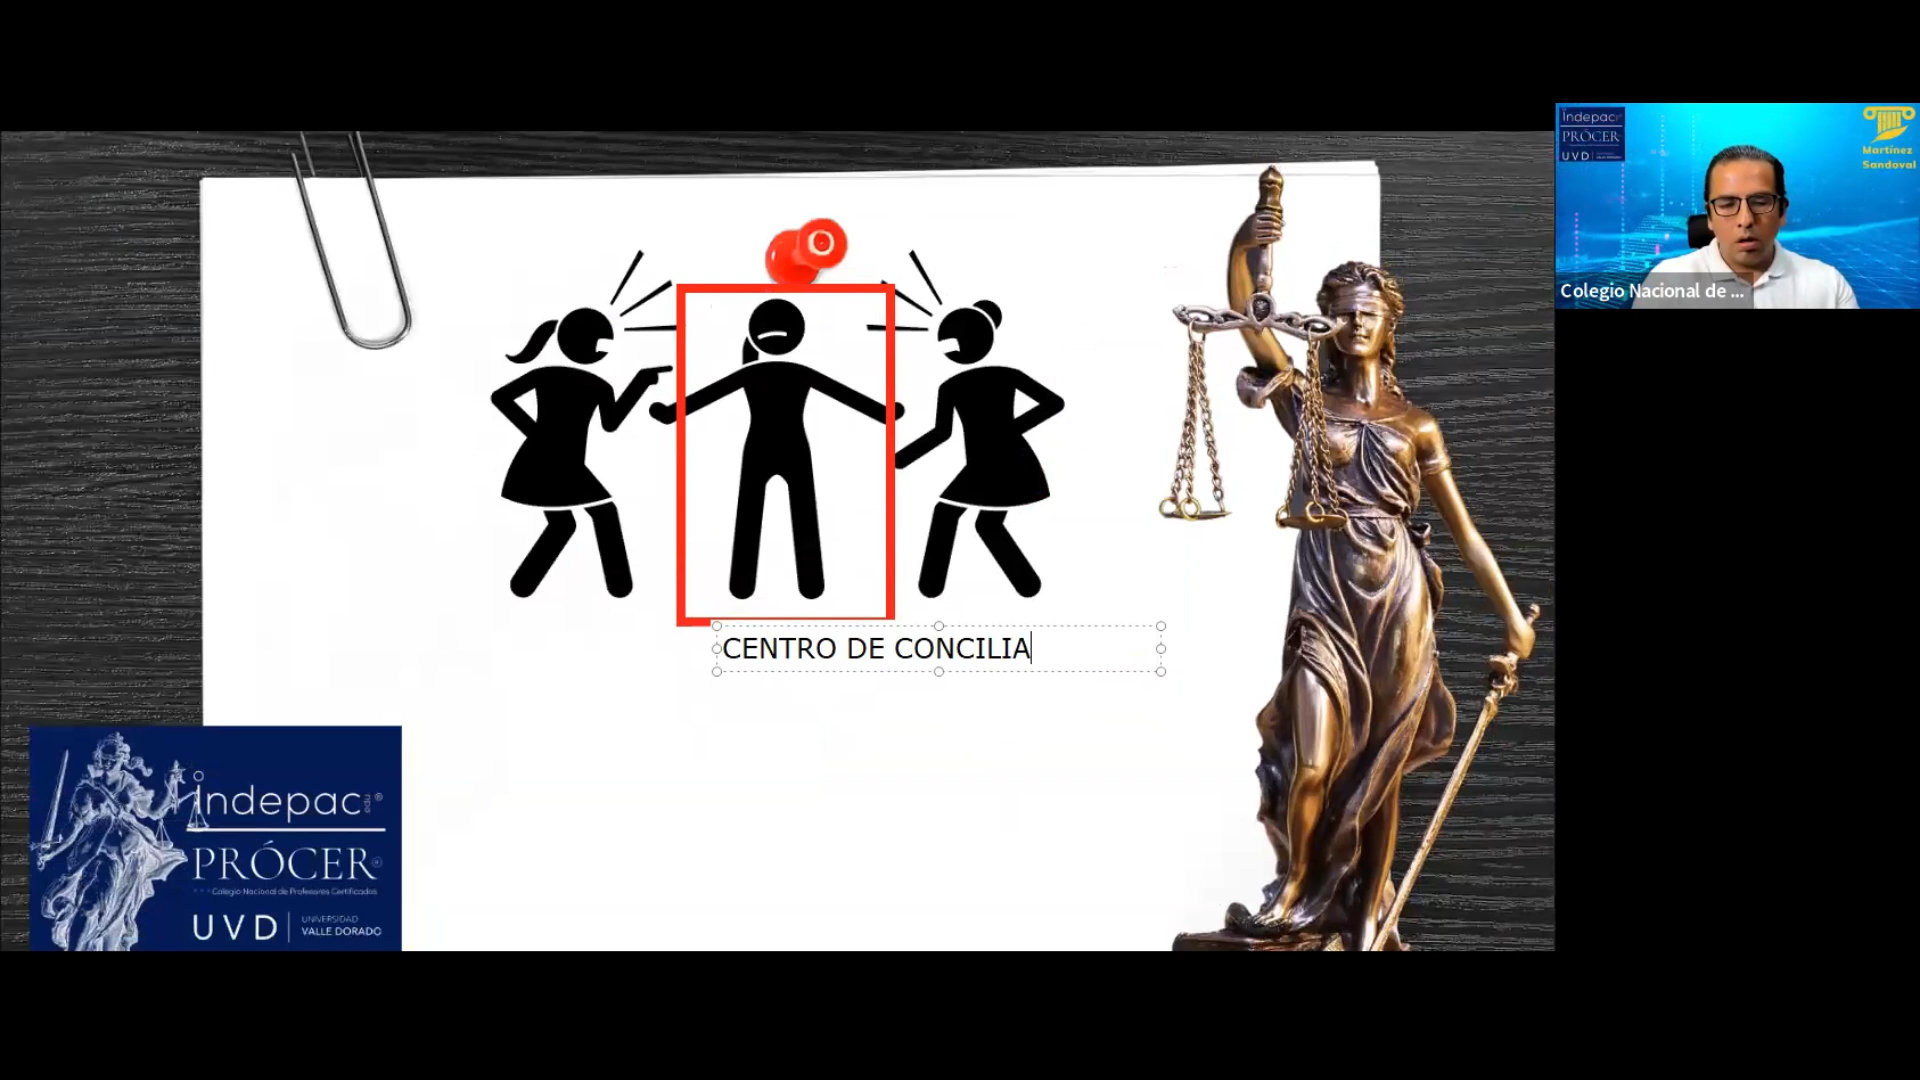 indepac
PRÓCER
UVD
Martínez
Sandoval
Colegio Nacional de ...
CENTRO DE CONCILIA
indepac edu ®
PRÓCER®
Colegio Nacional de Profesores Certificados
UVD
UNIVERSIDAD
VALLE DORADO